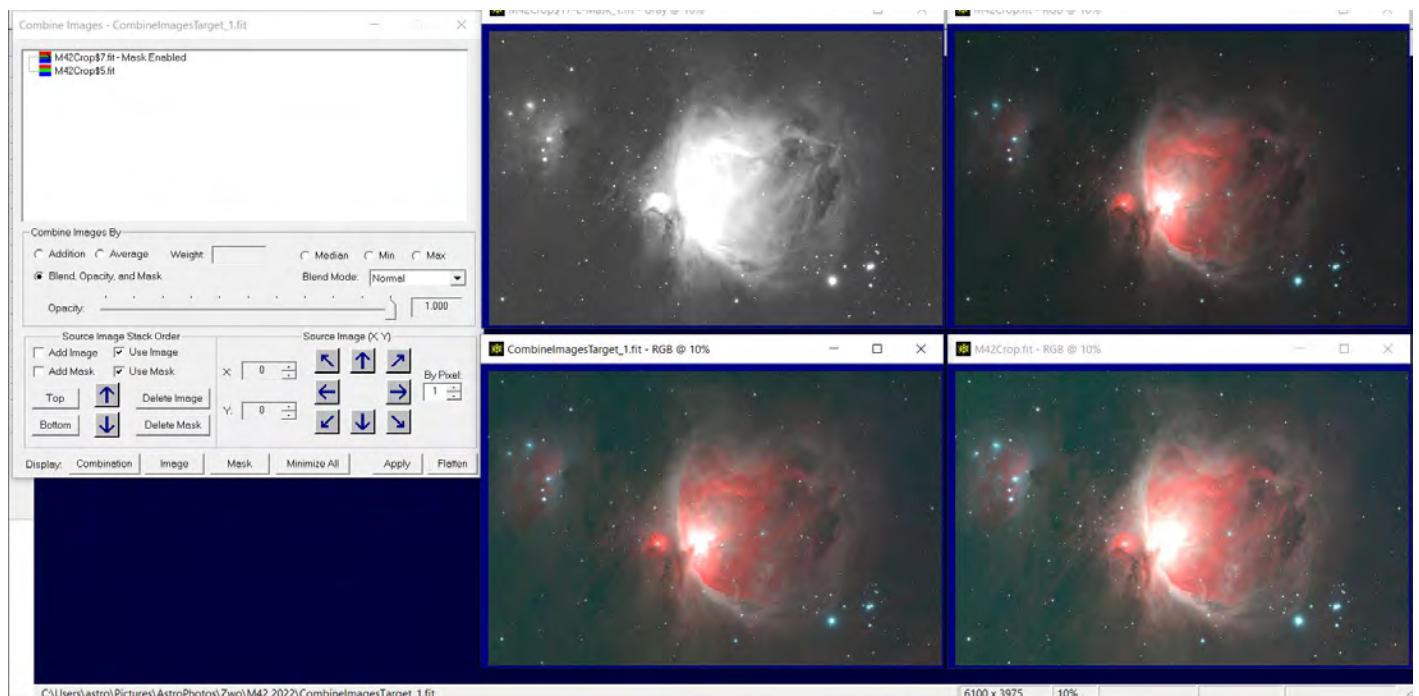 Combine Images - CombineImagesTarget_1.fit
M42Crop$7.fit - Mask Enabled
M42Crop$5.fit
Combine Images By
Addition Average Weight: Median Min Max
Blend, Opacity, and Mask Blend Mode: Normal
Opacity: 1.000
Source Image Stack Order Source Image (X Y)
Add Image Use Image
Add Mask Use Mask X: 0 By Pixel:
1
Top Delete Image
Y: 0
Bottom Delete Mask
Display: Combination Image Mask Minimize All Apply Flatten
M42Crop.fit - RGB @ 10%
CombineImagesTarget_1.fit - RGB @ 10%
M42Crop.fit - RGB @ 10%
C:\Users\astro\Pictures\AstroPhotos\Zwo\M42 2022\CombineImagesTarget_1.fit 6100 x 3975 10%